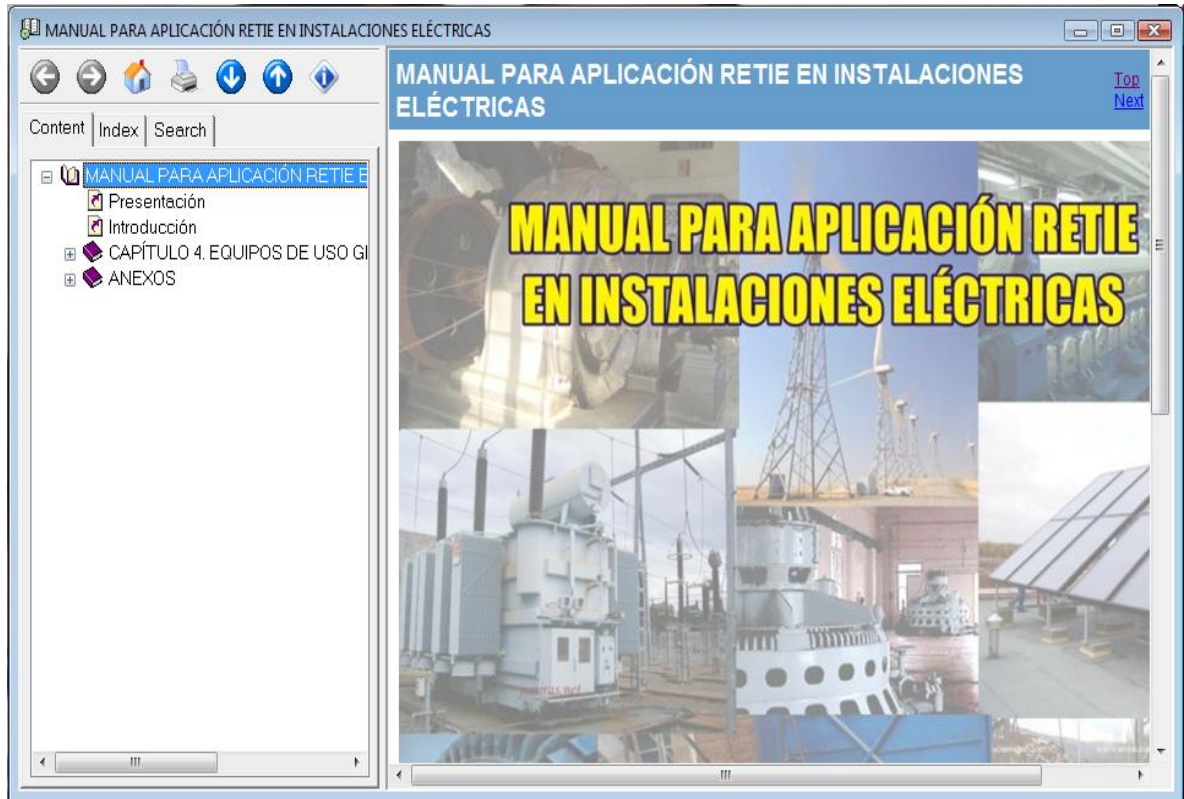 MANUAL PARA APLICACIÓN RETIE EN INSTALACIONES ELÉCTRICAS
Content
Index
Search
MANUAL PARA APLICACIÓN RETIE E
Presentación
Introducción
CAPÍTULO 4. EQUIPOS DE USO GI
ANEXOS
MANUAL PARA APLICACIÓN RETIE EN INSTALACIONES
ELÉCTRICAS
Top
Next
MANUAL PARA APLICACIÓN RETIE
EN INSTALACIONES ELÉCTRICAS